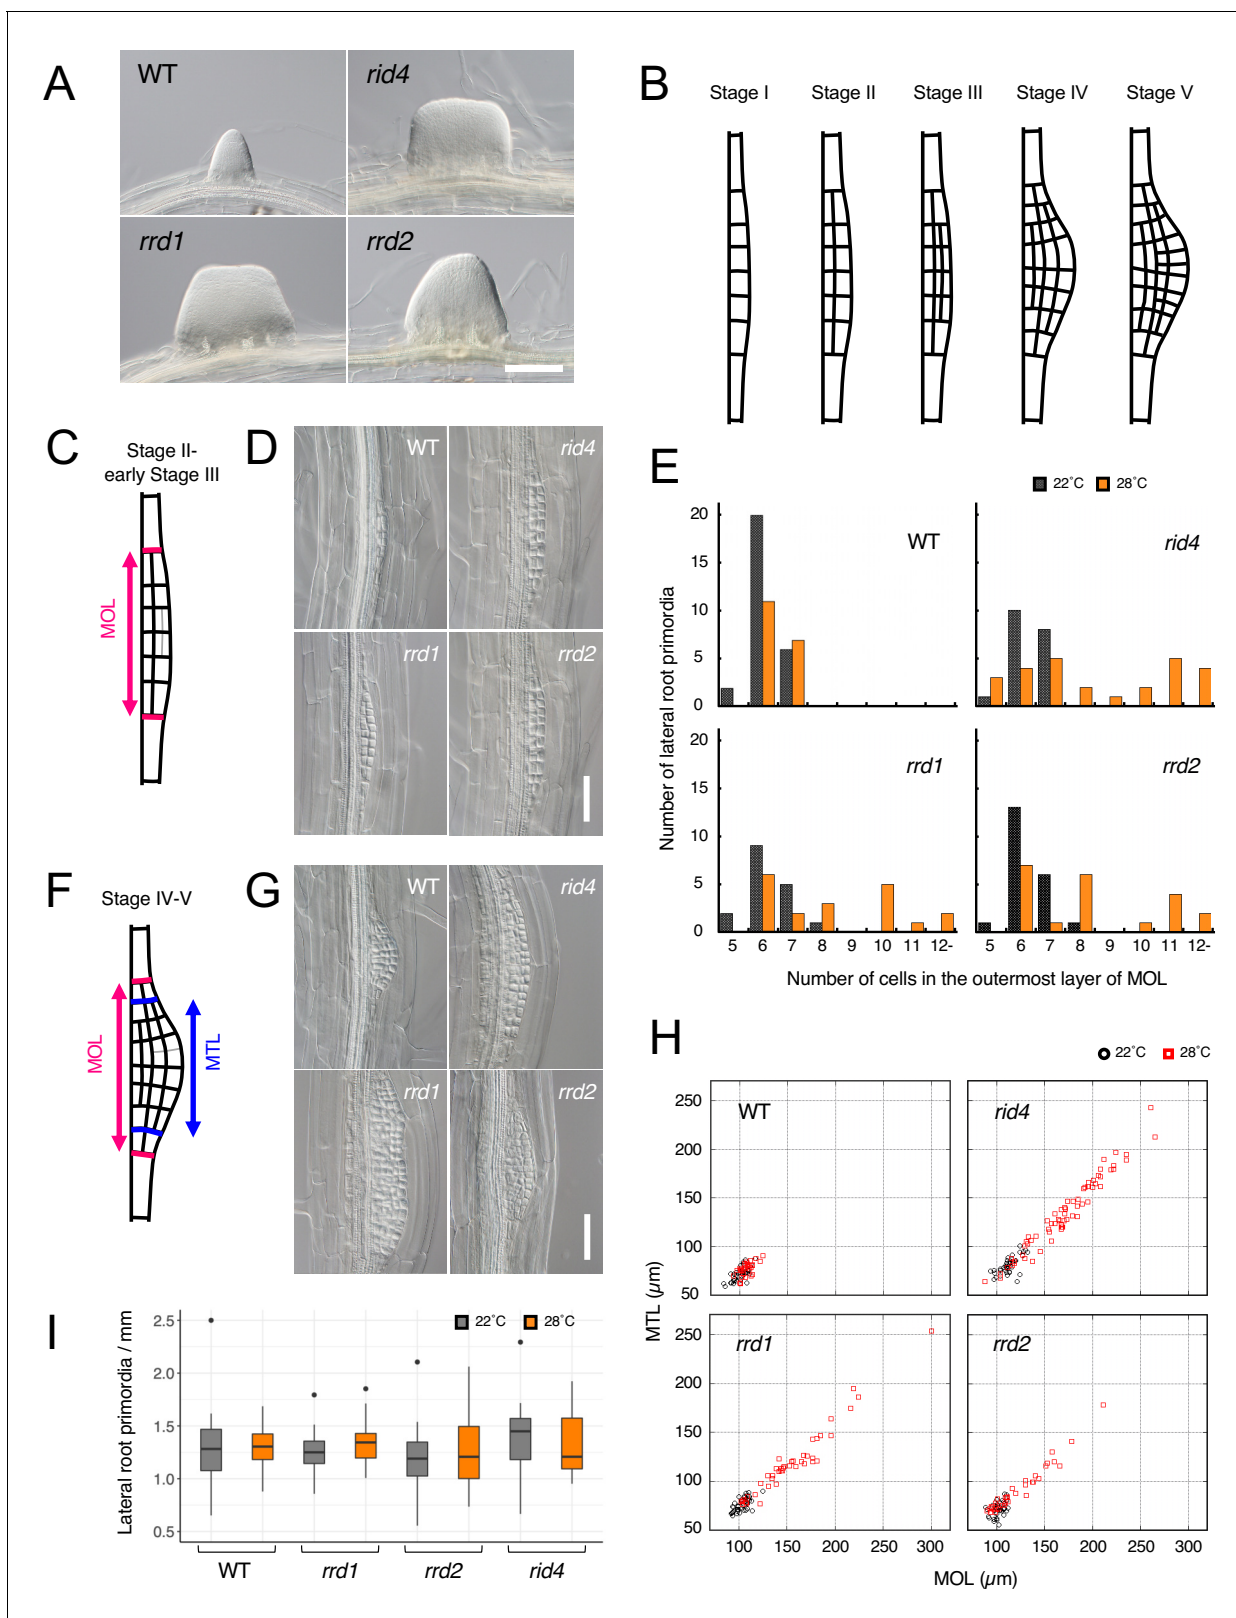 A
WT
rid4
rrd1
rrd2
B
Stage I
Stage II
Stage III
Stage IV
Stage V
C
Stage II-
early Stage III
MOL
D
WT
rid4
rrd1
rrd2
E
22˚C
28˚C
Number of lateral root primordia
20
15
10
5
0
WT
rid4
20
15
10
5
0
rrd1
rrd2
5 6 7 8 9 10 11 12-
5 6 7 8 9 10 11 12-
Number of cells in the outermost layer of MOL
F
Stage IV-V
MOL
MTL
G
WT
rid4
rrd1
rrd2
H
22˚C
28˚C
MTL (µm)
250
200
150
100
50
WT
rid4
250
200
150
100
50
rrd1
rrd2
100 150 200 250 300
100 150 200 250 300
MOL (µm)
I
22˚C
28˚C
Lateral root primordia / mm
2.5
2.0
1.5
1.0
0.5
WT
rrd1
rrd2
rid4